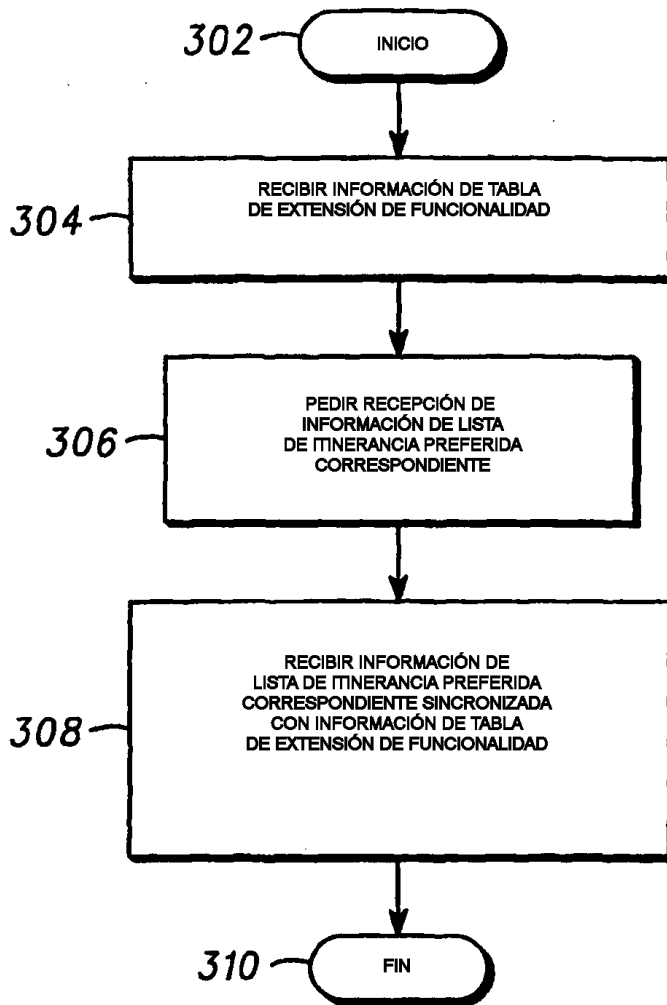 302
INICIO
304
RECIBIR INFORMACIÓN DE TABLA
DE EXTENSIÓN DE FUNCIONALIDAD
306
PEDIR RECEPCIÓN DE
INFORMACIÓN DE LISTA
DE ITINERANCIA PREFERIDA
CORRESPONDIENTE
308
RECIBIR INFORMACIÓN DE
LISTA DE ITINERANCIA PREFERIDA
CORRESPONDIENTE SINCRONIZADA
CON INFORMACIÓN DE TABLA
DE EXTENSIÓN DE FUNCIONALIDAD
310
FIN